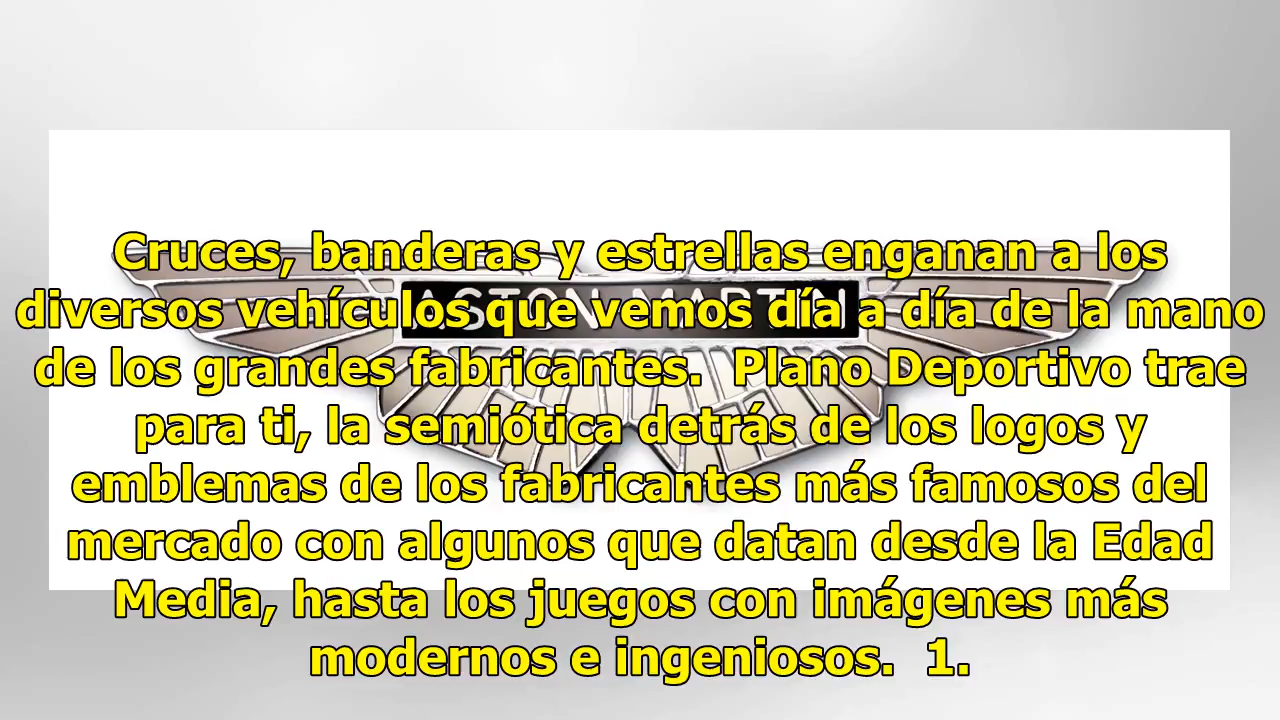 Cruces, banderas y estrellas enganan a los
diversos vehículos que vemos día a día de la mano
de los grandes fabricantes.  Plano Deportivo trae
para ti, la semiótica detrás de los logos y
emblemas de los fabricantes más famosos del
mercado con algunos que datan desde la Edad
Media, hasta los juegos con imágenes más
modernos e ingeniosos.  1.
ASTON MARTIN